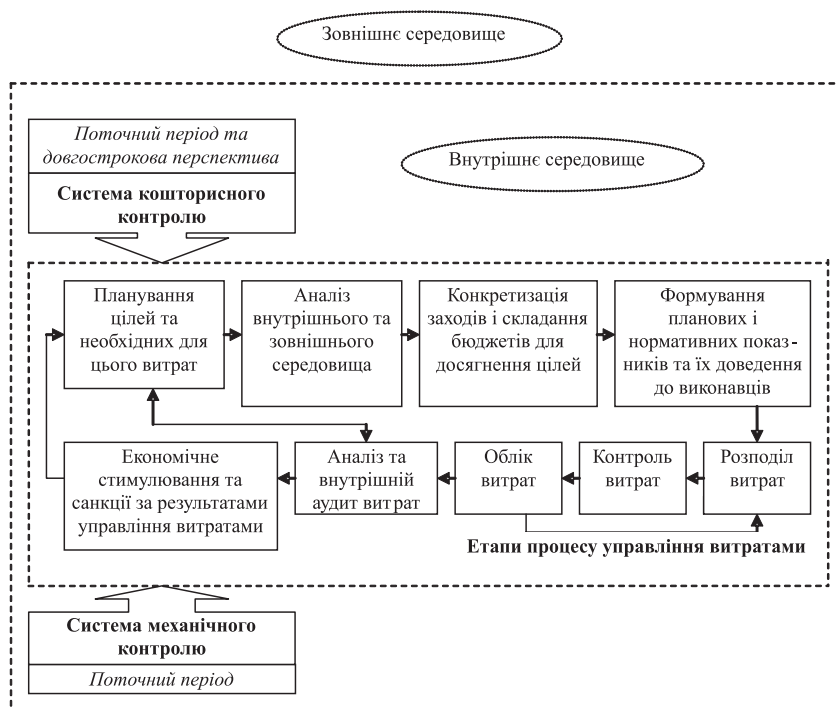 Зовнішнє середовище
Поточний період та
довгострокова перспектива
Система кошторисного
контролю
Внутрішнє середовище
Планування
цілей та
необхідних для
цього витрат
Аналіз
внутрішнього та
зовнішнього
середовища
Конкретизація
заходів і складання
бюджетів для
досягнення цілей
Формування
планових і
нормативних показ-
ників та їх доведення
до виконавців
Економічне
стимулювання та
санкції за результатами
управління витратами
Аналіз та
внутрішній
аудит витрат
Облік
витрат
Контроль
витрат
Розподіл
витрат
Етапи процесу управління витратами
Система механічного
контролю
Поточний період